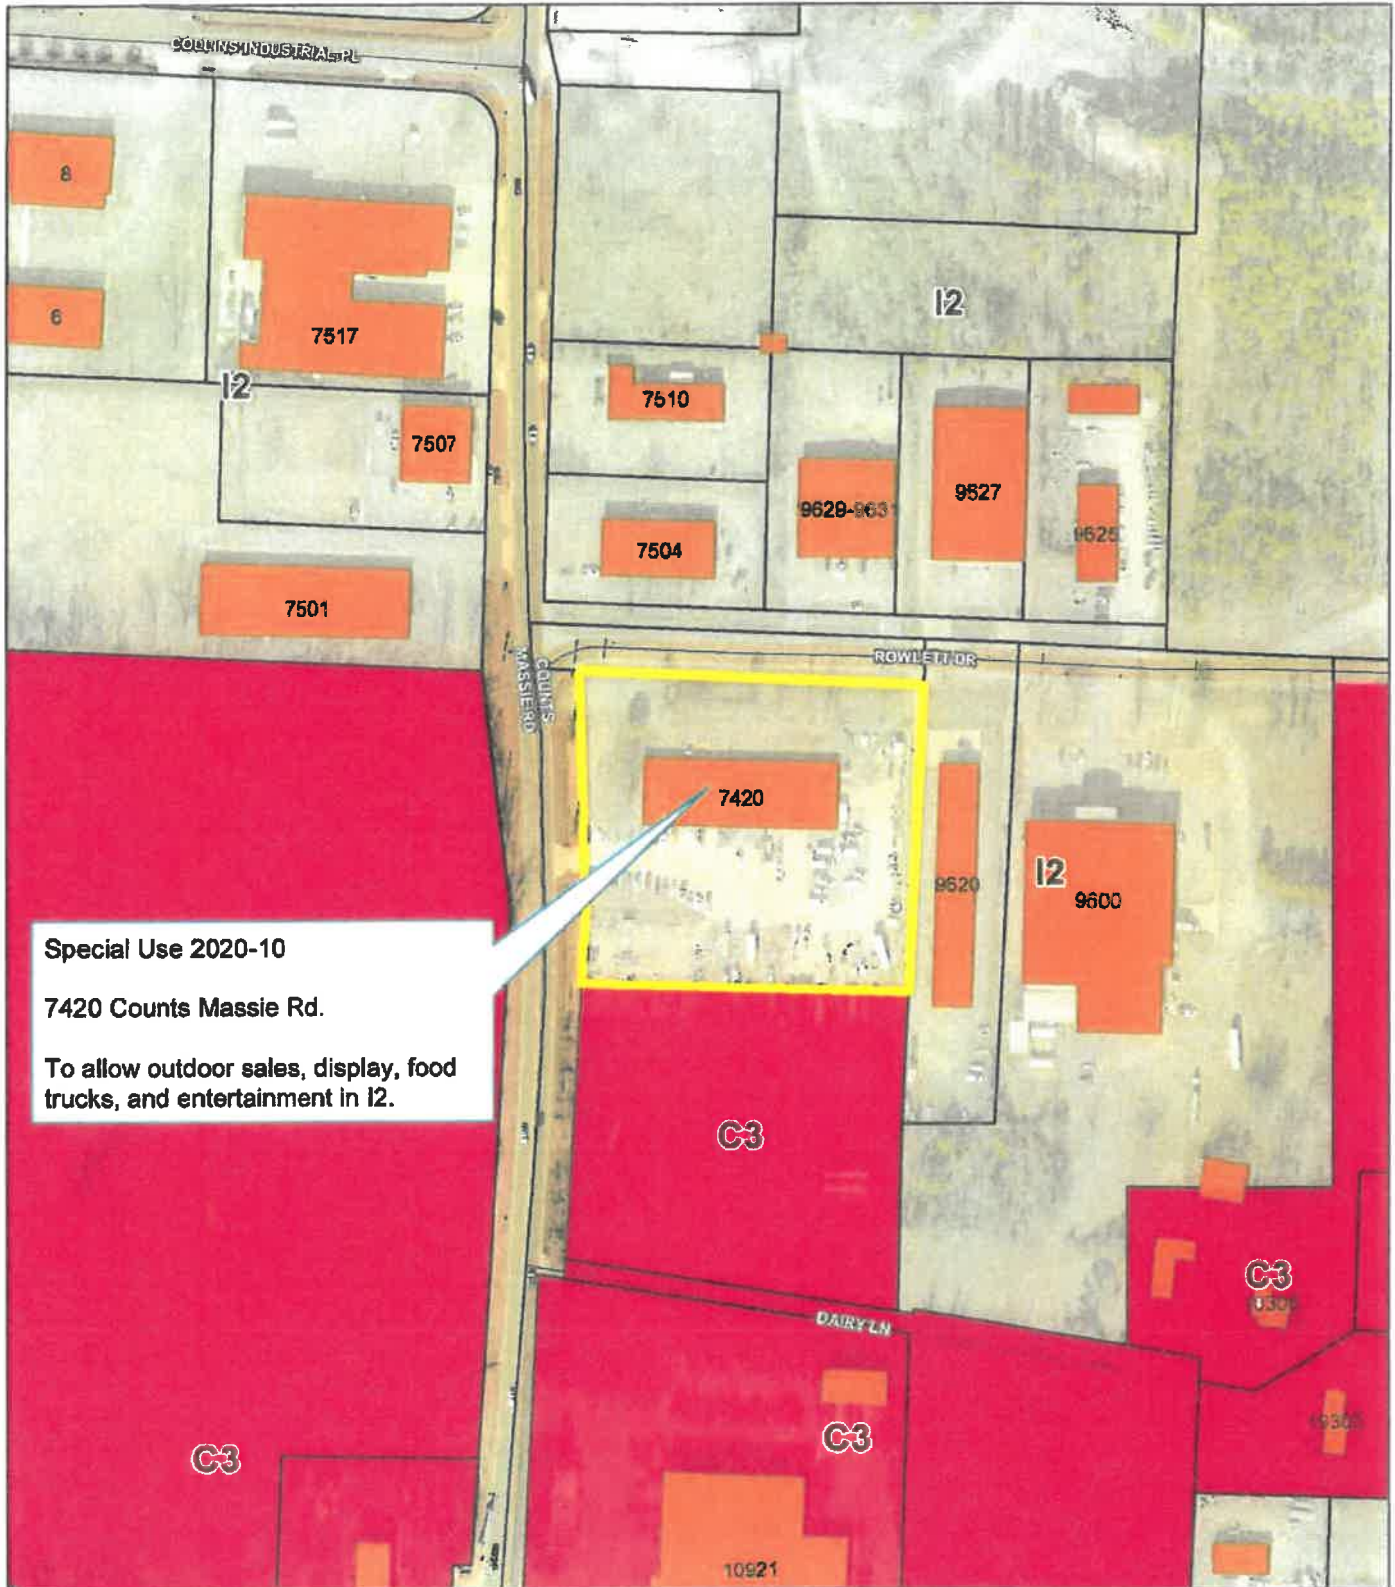 COLLINS INDUSTRIAL PL
8
6
7517
I2
I2
7510
7507
9629-9631
9527
9625
7504
7501
ROWLETT DR
COUNTS
MASSIE RD
7420
9620
I2
9600
Special Use 2020-10
7420 Counts Massie Rd.
To allow outdoor sales, display, food
trucks, and entertainment in I2.
C3
C3
DAIRY LN
C3
C3
10921